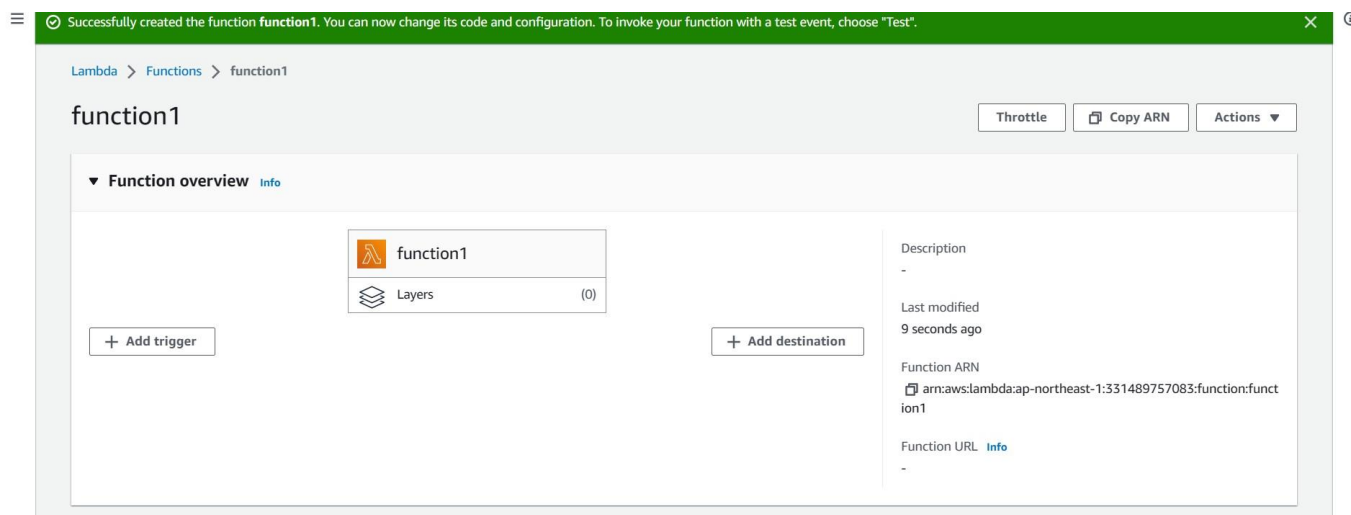 Successfully created the function function1. You can now change its code and configuration. To invoke your function with a test event, choose "Test".
Lambda > Functions > function1
function1
Throttle
Copy ARN
Actions
Function overview Info
function1
Layers (0)
+ Add trigger
+ Add destination
Description
-
Last modified
9 seconds ago
Function ARN
arn:aws:lambda:ap-northeast-1:331489757083:function:funct
ion1
Function URL Info
-